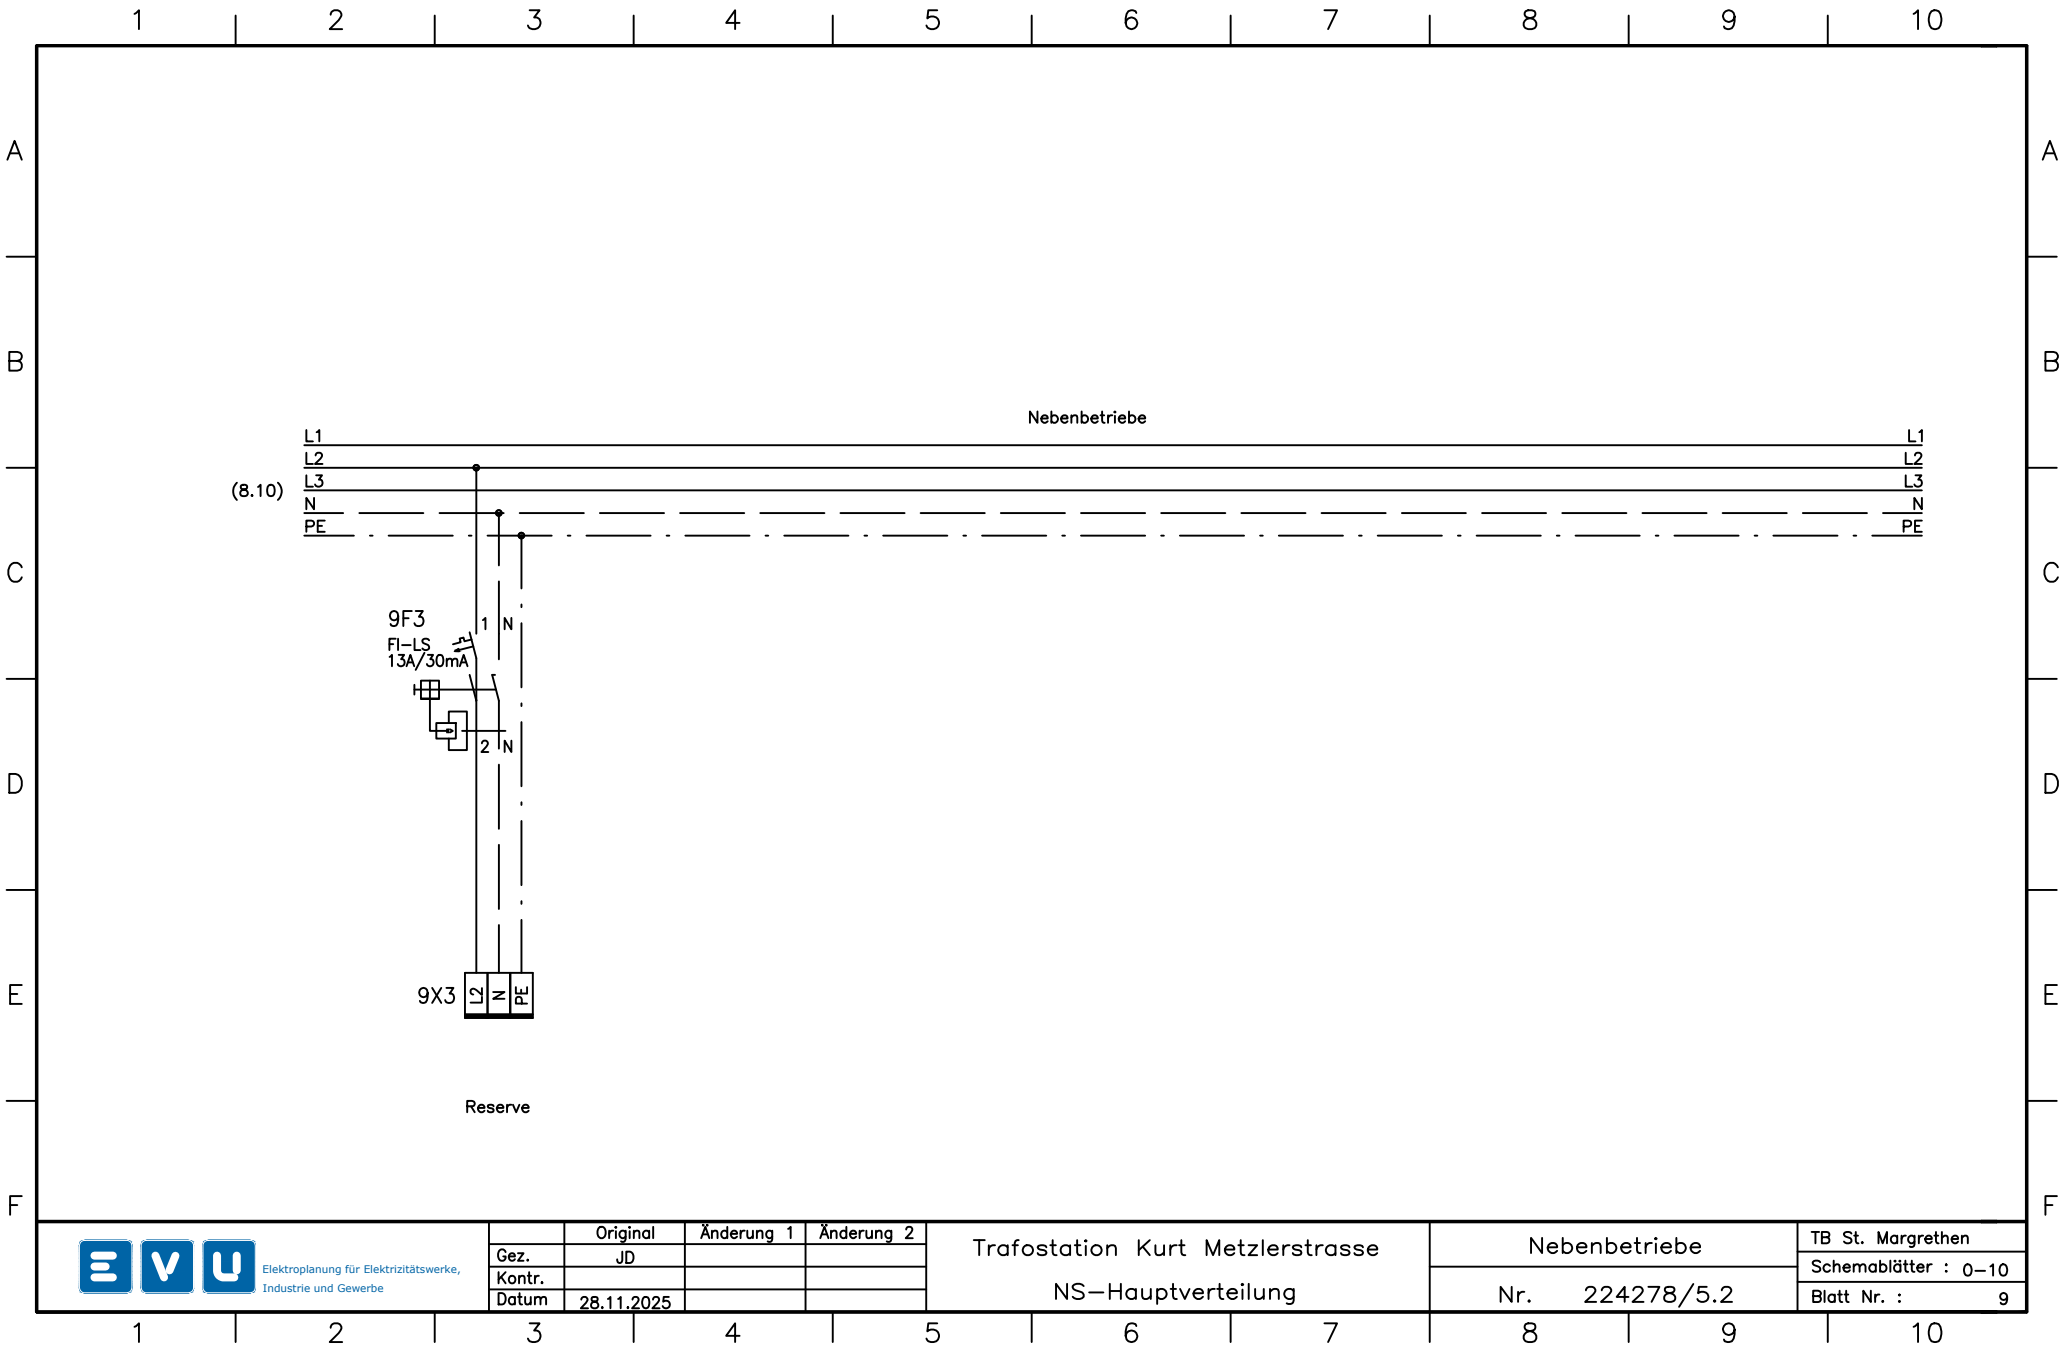 1 2 3 4 5 6 7 8 9 10
A A
B B
Nebenbetriebe
L1 L1
L2 L2
(8.10) L3 L3
N N
PE PE
C C
9F3 1 N
FI-LS
13A/30mA
2 N
D D
9X3 L2 N PE
E E
Reserve
F F
Original Änderung 1 Änderung 2
Gez. JD
Kontr.
Datum 28.11.2025
EVU Elektroplanung für Elektrizitätswerke,
Industrie und Gewerbe
Trafostation Kurt Metzlerstrasse
NS-Hauptverteilung
Nebenbetriebe
Nr. 224278/5.2
TB St. Margrethen
Schemablätter : 0-10
Blatt Nr. : 9
1 2 3 4 5 6 7 8 9 10